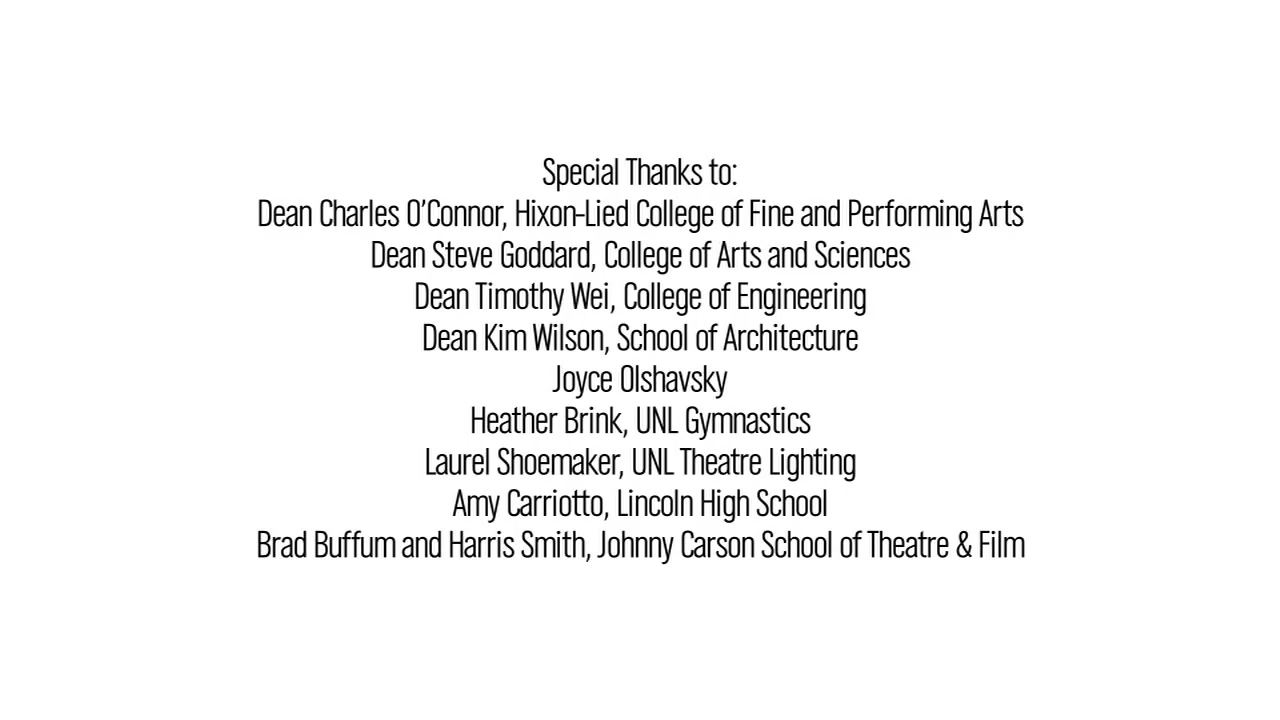 Special Thanks to:
Dean Charles O'Connor, Hixon-Lied College of Fine and Performing Arts
Dean Steve Goddard, College of Arts and Sciences
Dean Timothy Wei, College of Engineering
Dean Kim Wilson, School of Architecture
Joyce Olshavsky
Heather Brink, UNL Gymnastics
Laurel Shoemaker, UNL Theatre Lighting
Amy Carriotto, Lincoln High School
Brad Buffum and Harris Smith, Johnny Carson School of Theatre & Film